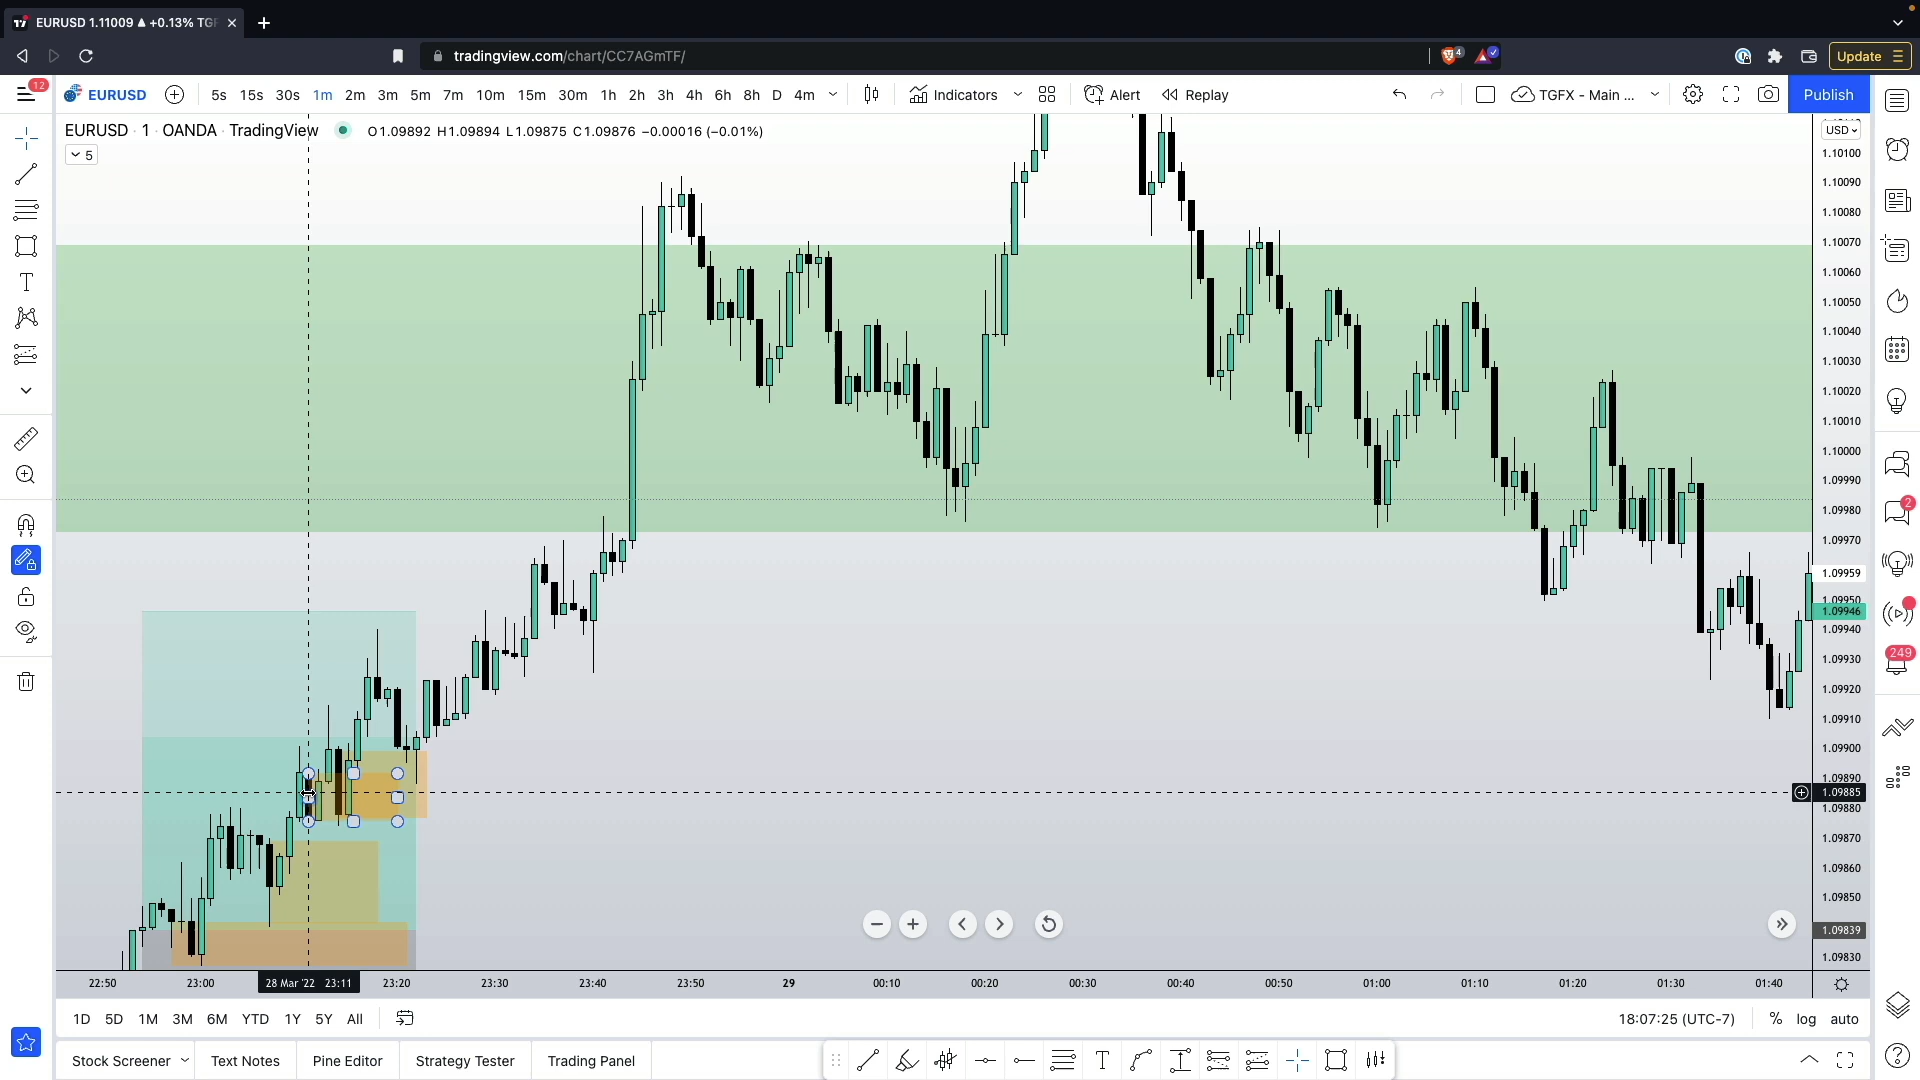 EURUSD 1.11009 ▲ +0.13% TGF
tradingview.com/chart/CC7AGmTF/
4
Update
12
EURUSD
5s 15s 30s 1m 2m 3m 5m 7m 10m 15m 30m 1h 2h 3h 4h 6h 8h D 4m
Indicators
Alert
Replay
TGFX - Main ...
Publish
EURUSD · 1 · OANDA · TradingView
O1.09892 H1.09894 L1.09875 C1.09876 −0.00016 (−0.01%)
5
USD
1.10100
1.10090
1.10080
1.10070
1.10060
1.10050
1.10040
1.10030
1.10020
1.10010
1.10000
1.09990
1.09980
1.09970
1.09959
1.09950
1.09946
1.09940
1.09930
1.09920
1.09910
1.09900
1.09890
1.09885
1.09880
1.09870
1.09860
1.09850
1.09839
1.09830
2
249
22:50 23:00 28 Mar '22 23:11 23:20 23:30 23:40 23:50 29 00:10 00:20 00:30 00:40 00:50 01:00 01:10 01:20 01:30 01:40
1D 5D 1M 3M 6M YTD 1Y 5Y All
18:07:25 (UTC-7)
% log auto
Stock Screener Text Notes Pine Editor Strategy Tester Trading Panel